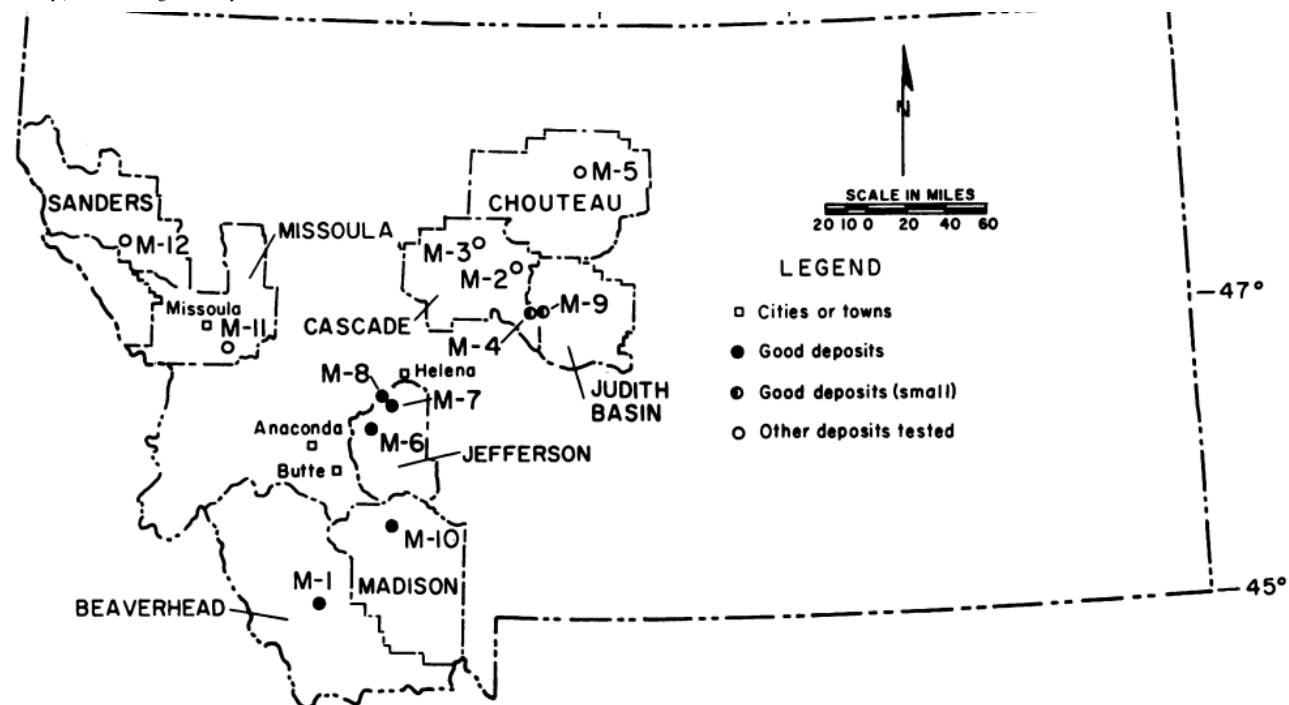 N
SCALE IN MILES
20 10 0 20 40 60
LEGEND
Cities or towns
Good deposits
Good deposits (small)
Other deposits tested
47°
45°
M-5
CHOUTEAU
SANDERS
MISSOULA
M-12
M-3
M-2
Missoula
M-11
CASCADE
M-9
M-4
JUDITH
BASIN
M-8
Helena
M-7
Anaconda
M-6
JEFFERSON
Butte
M-10
M-1
MADISON
BEAVERHEAD